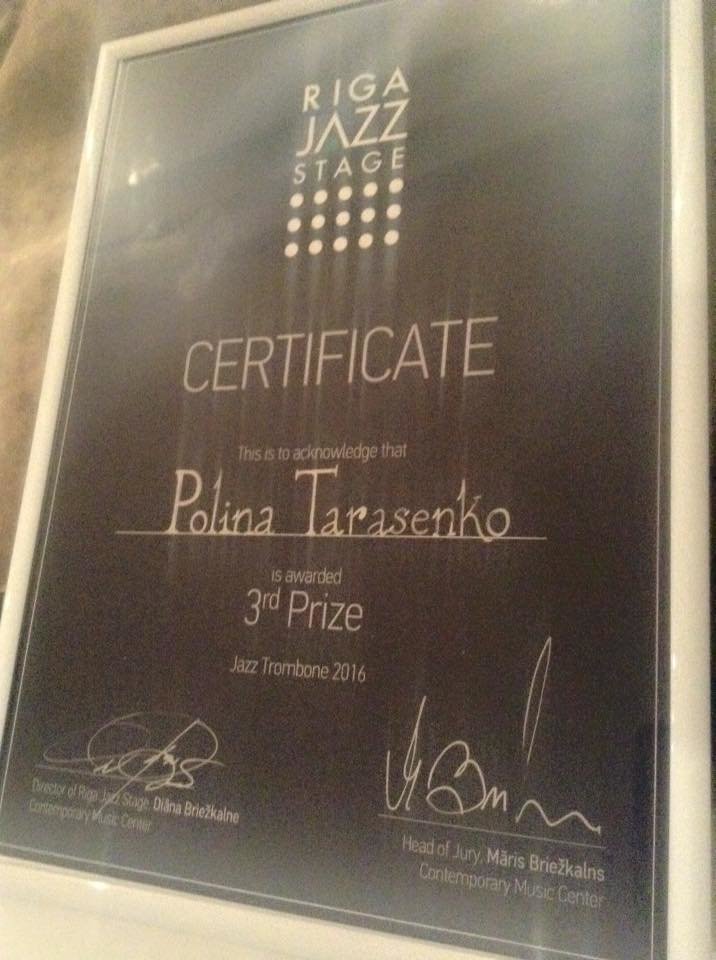 RIGA
JAZZ
STAGE
CERTIFICATE
This is to acknowledge that
Polina Tarasenko
is awarded
3rd Prize
Jazz Trombone 2016
Director of Riga Jazz Stage, Diāna Briežkalne
Contemporary Music Center
Head of Jury, Māris Briežkalns
Contemporary Music Center